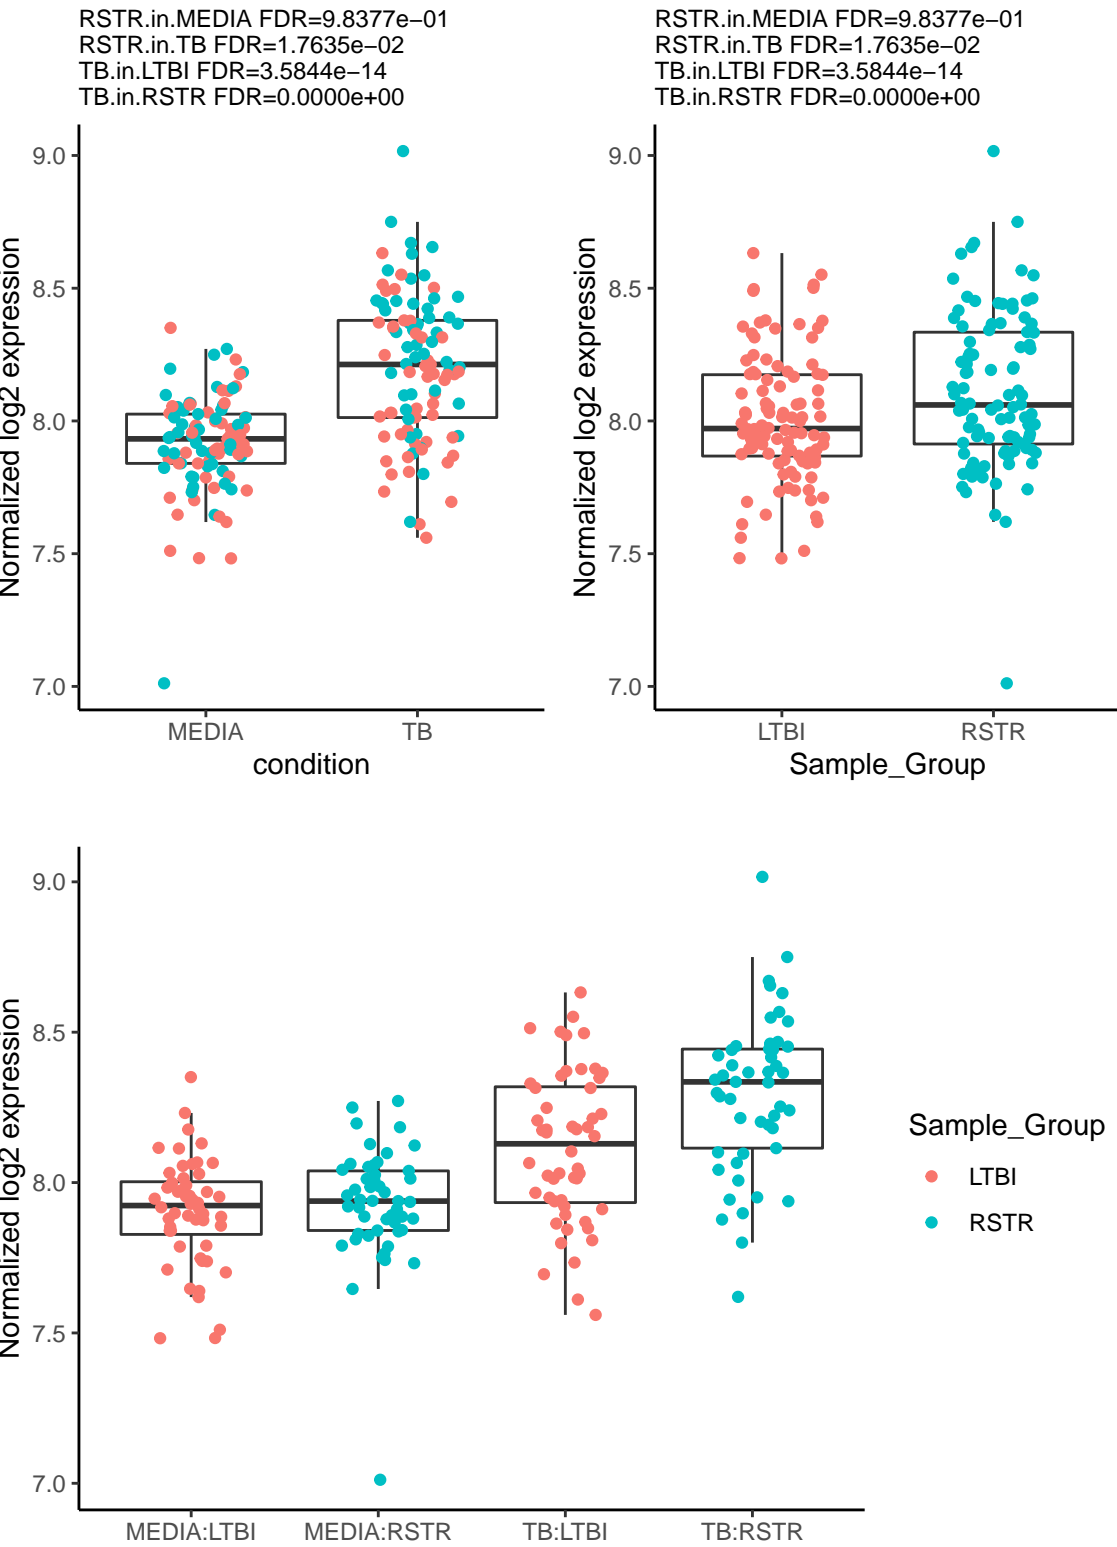 RSTR.in.MEDIA FDR=9.8377e−01
RSTR.in.TB FDR=1.7635e−02
TB.in.LTBI FDR=3.5844e−14
TB.in.RSTR FDR=0.0000e+00
9.0
8.5
8.0
7.5
7.0
Normalized log2 expression
MEDIA TB
condition
RSTR.in.MEDIA FDR=9.8377e−01
RSTR.in.TB FDR=1.7635e−02
TB.in.LTBI FDR=3.5844e−14
TB.in.RSTR FDR=0.0000e+00
9.0
8.5
8.0
7.5
7.0
Normalized log2 expression
LTBI RSTR
Sample_Group
9.0
8.5
8.0
7.5
7.0
Normalized log2 expression
MEDIA:LTBI MEDIA:RSTR TB:LTBI TB:RSTR
Sample_Group
LTBI
RSTR